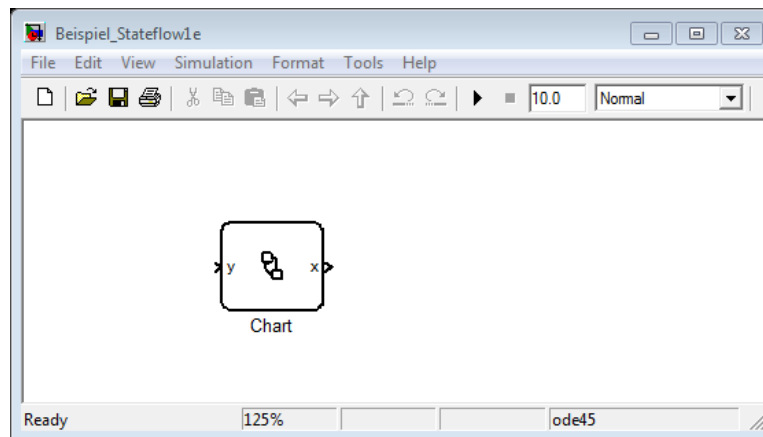 Beispiel_Stateflow1e
File Edit View Simulation Format Tools Help
10.0 Normal
y x
Chart
Ready 125% ode45